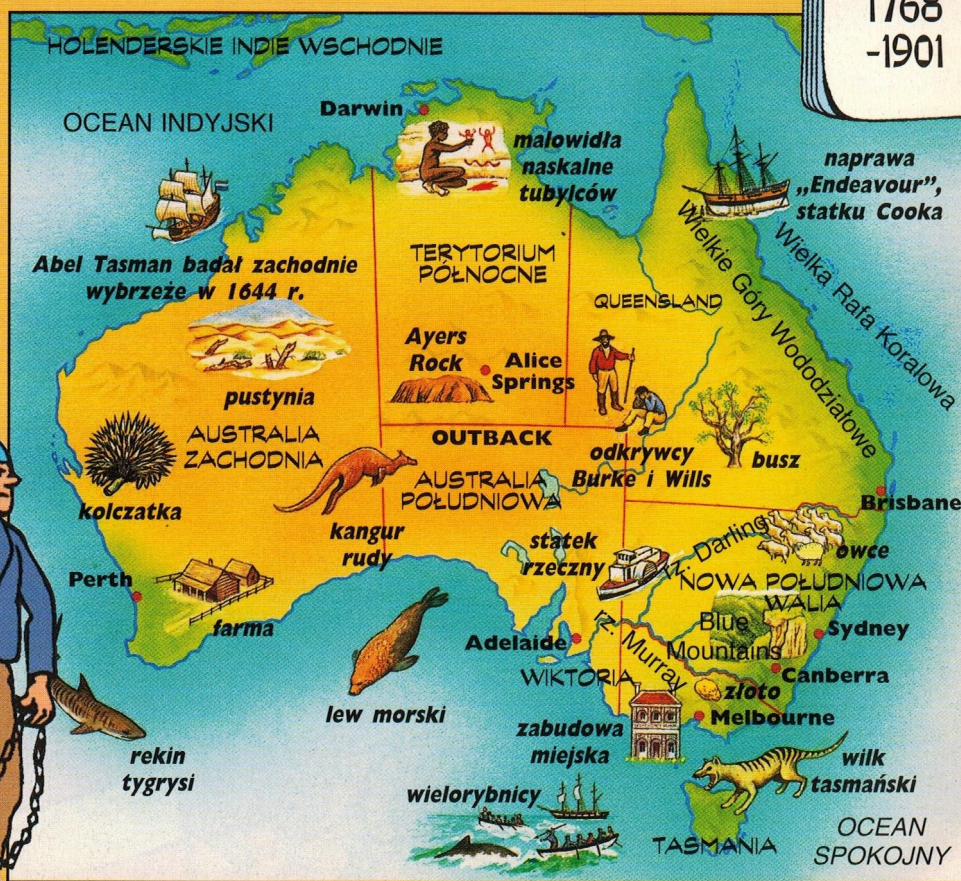 1768
-1901
HOLENDERSKIE INDIE WSCHODNIE
OCEAN INDYJSKI
Darwin
malowidła
naskalne
tubylców
naprawa
„Endeavour”,
statku Cooka
Abel Tasman badał zachodnie
wybrzeże w 1644 r.
TERYTORIUM
PÓŁNOCNE
QUEENSLAND
Wielkie Góry Wododziałowe
Wielka Rafa Koralowa
pustynia
Ayers
Rock
Alice
Springs
AUSTRALIA
ZACHODNIA
OUTBACK
AUSTRALIA
POŁUDNIOWA
odkrywcy
Burke i Wills
busz
kolczatka
kangur
rudy
Brisbane
statek
rzeczny
rz. Darling
owce
NOWA POŁUDNIOWA
WALIA
Perth
farma
Blue
Mountains
Sydney
Adelaide
rz. Murray
Canberra
WIKTORIA
złoto
lew morski
Melbourne
zabudowa
miejska
rekin
tygrysi
wilk
tasmański
wielorybnicy
TASMANIA
OCEAN
SPOKOJNY